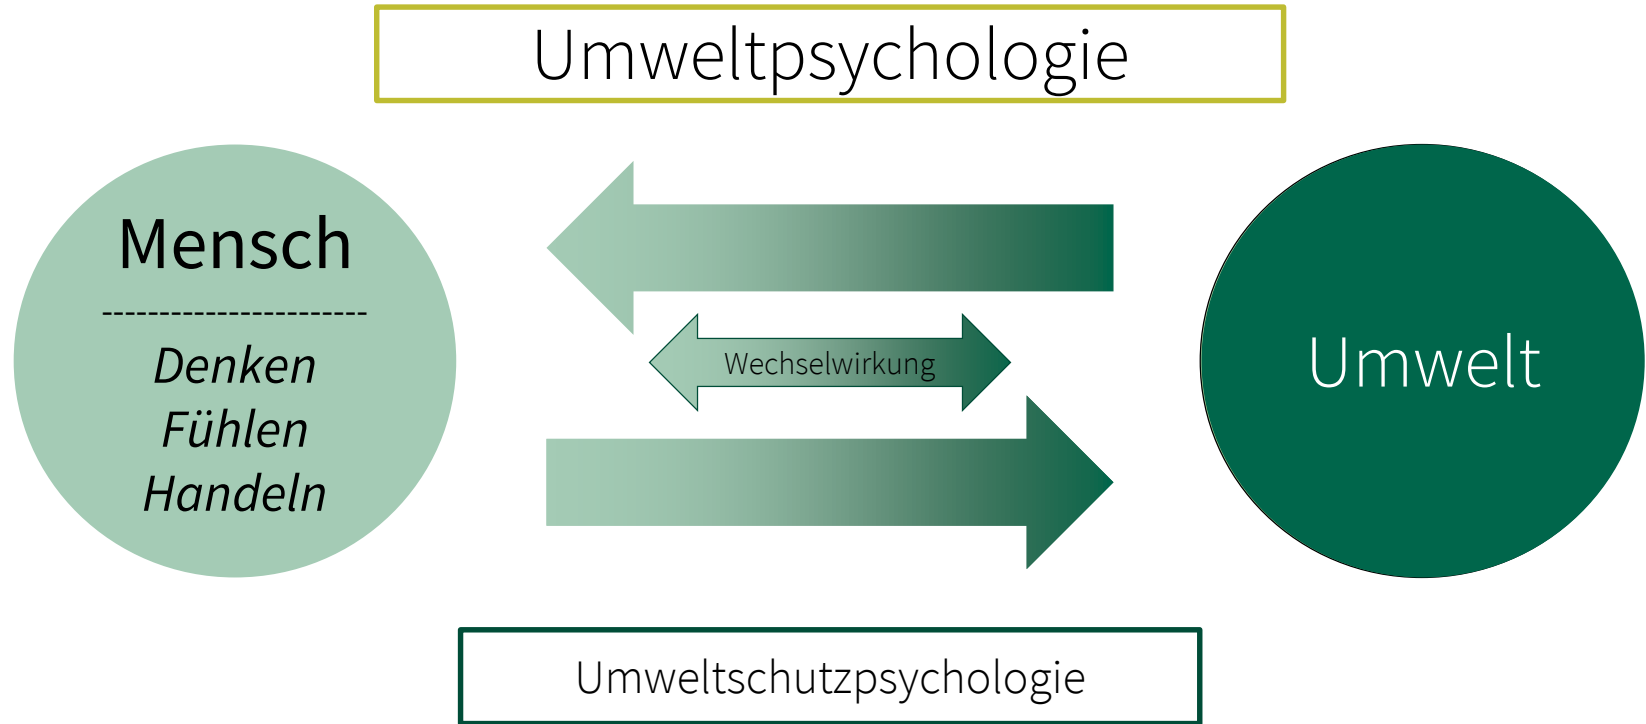 Umweltpsychologie
Mensch
-----------------------
Denken
Fühlen
Handeln
Wechselwirkung
Umwelt
Umweltschutzpsychologie